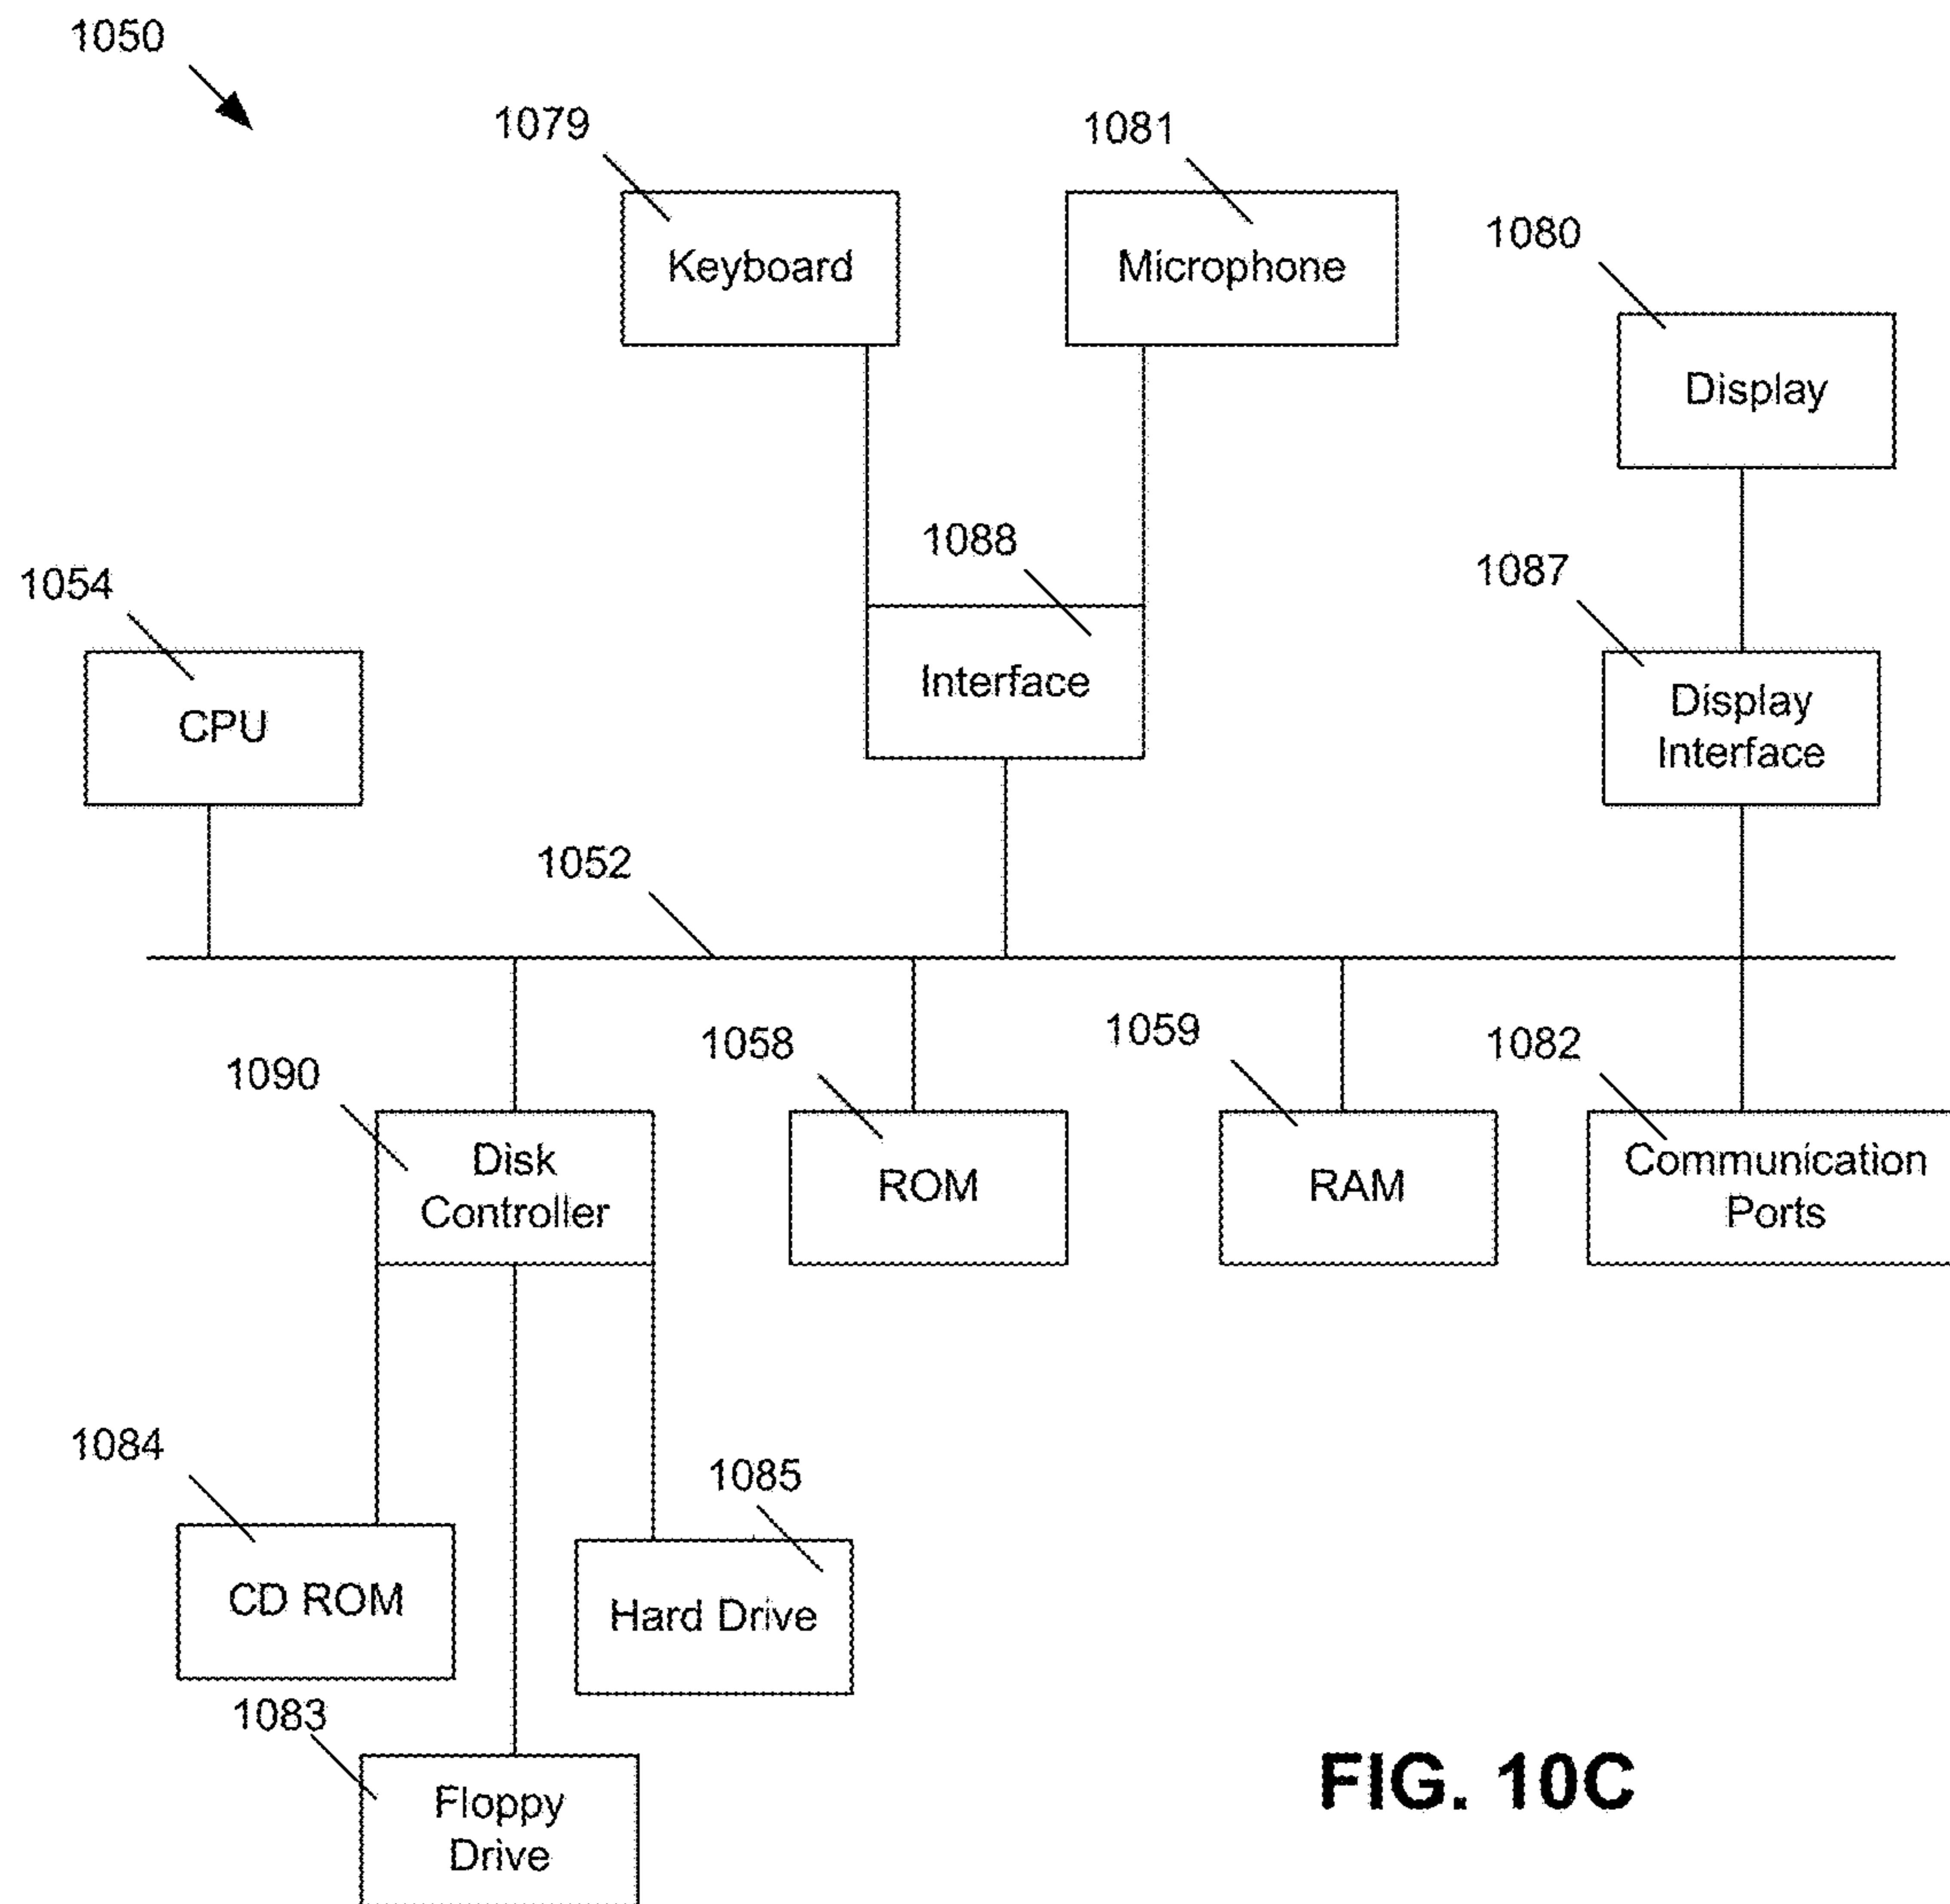 1050
1079
1081
Keyboard
Microphone
1080
Display
1088
1087
1054
Interface
Display
Interface
CPU
1052
1058
1059
1082
1090
Disk
Controller
ROM
RAM
Communication
Ports
1084
1085
CD ROM
Hard Drive
1083
Floppy
Drive
FIG. 10C